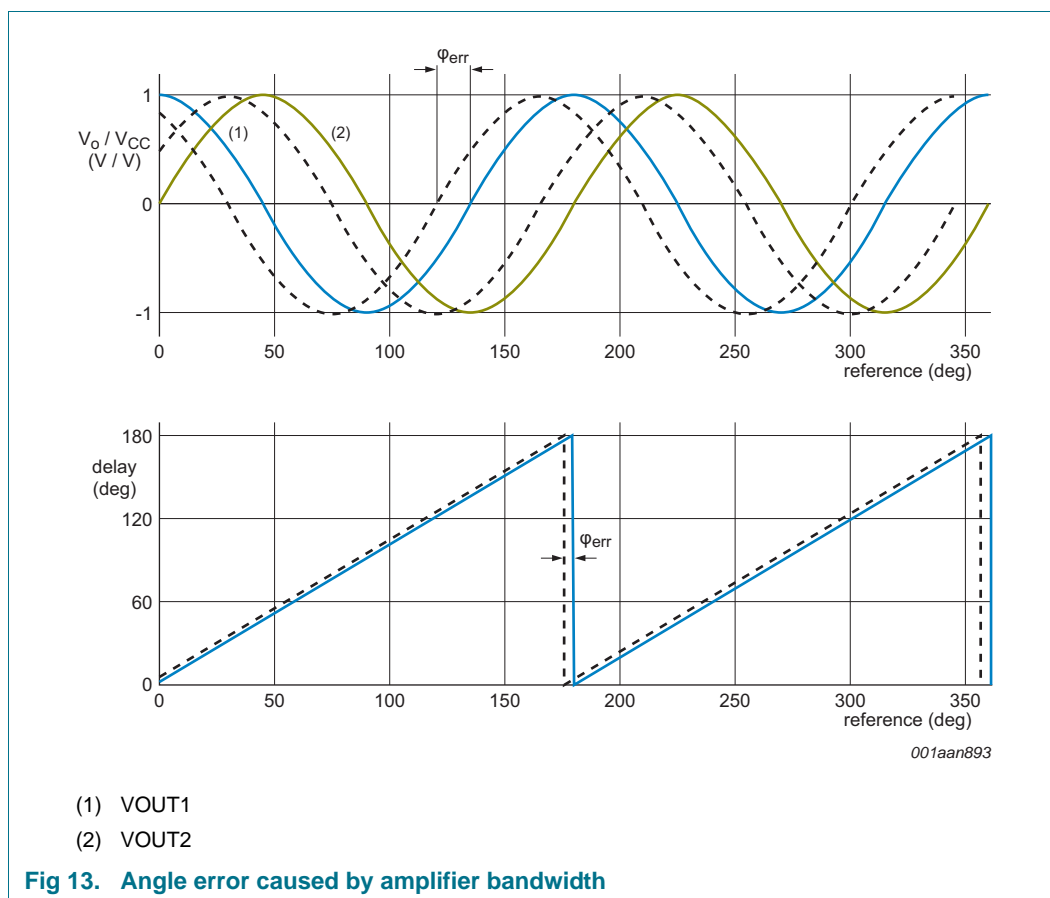 φerr
1
Vo / VCC
(V / V)
(1)
(2)
0
-1
0 50 100 150 200 250 300 350
reference (deg)
180
delay
(deg)
120
φerr
60
0
0 50 100 150 200 250 300 350
reference (deg)
001aan893
(1) VOUT1
(2) VOUT2
Fig 13. Angle error caused by amplifier bandwidth